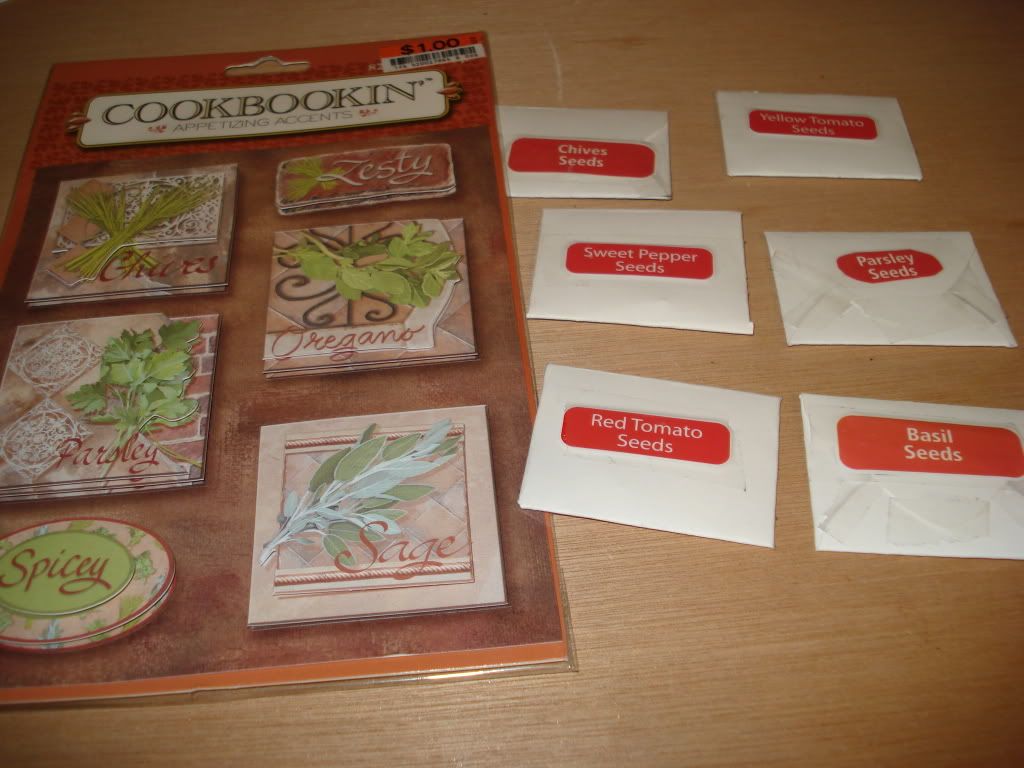 $1.00
COOKBOOKIN'™
APPETIZING ACCENTS
Zesty
Chives
Oregano
Parsley
Spicey
Sage
Chives
Seeds
Yellow Tomato
Seeds
Sweet Pepper
Seeds
Parsley
Seeds
Red Tomato
Seeds
Basil
Seeds